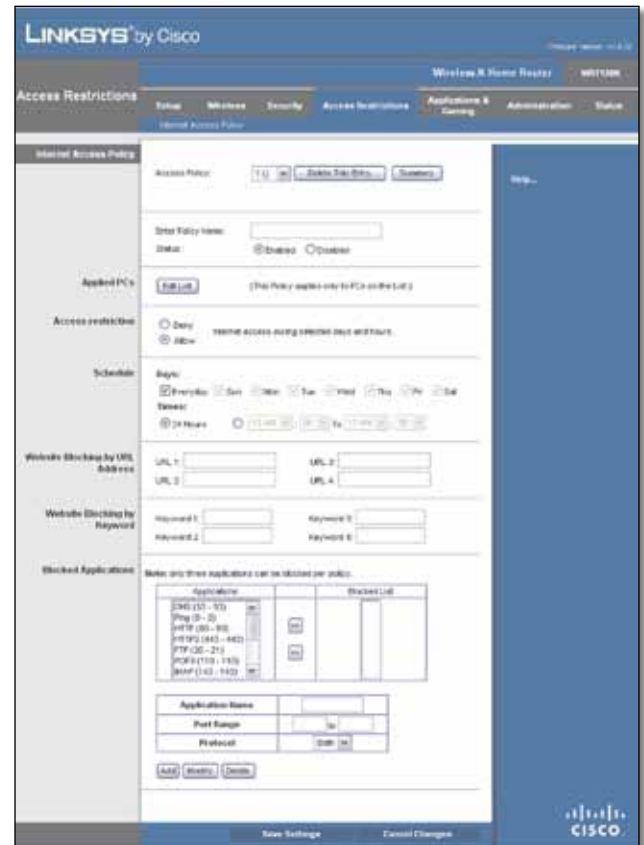 LINKSYS® by Cisco
Wireless-N Home Router
Access Restrictions
Setup Wireless Security Access Restrictions Applications & Gaming Administration Status
Internet Access Policy
Internet Access Policy
Access Policy: Delete This Entry Summary
Help...
Enter Policy Name:
Status: Enabled Disabled
Applied PCs
Edit List (This Policy applies only to PCs on the List.)
Access restriction
Deny
Allow
Internet access during selected days and hours.
Schedule
Days:
Everyday Sun Mon Tue Wed Thu Fri Sat
Times:
24 Hours To
Website Blocking by URL Address
URL 1: URL 3:
URL 2: URL 4:
Website Blocking by Keyword
Keyword 1: Keyword 3:
Keyword 2: Keyword 4:
Blocked Applications
Note: only three applications can be blocked per policy.
Applications Blocked List
DNS (53 - 53)
Ping (0 - 0)
HTTP (80 - 80)
HTTPS (443 - 443)
FTP (20 - 21)
POP3 (110 - 110)
IMAP (143 - 143)
Application Name
Port Range to
Protocol Both
Add Modify Delete
Save Settings Cancel Changes
CISCO